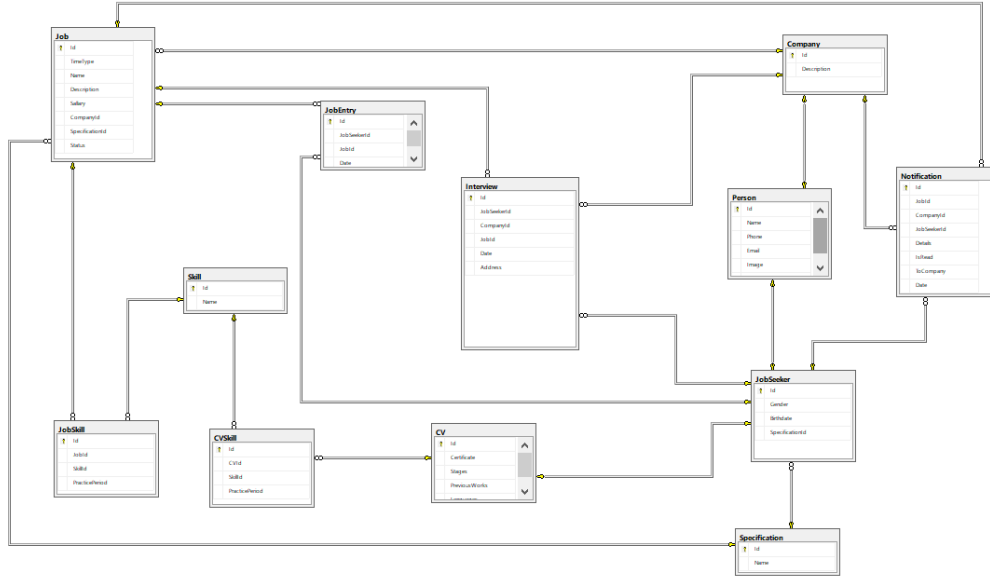 Job
Id
TimeType
Name
Description
Sallery
CompanyId
SpecificationId
Status
Company
Id
Description
JobEntry
Id
JobSeekerId
JobId
Date
Interview
Id
JobSeekerId
CompanyId
JobId
Date
Address
Person
Id
Name
Phone
Email
Image
Notification
Id
JobId
CompanyId
JobSeekerId
Details
IsRead
ToCompany
Date
Skill
Id
Name
JobSeeker
Id
Gender
Birthdate
SpecificationId
JobSkill
Id
JobId
SkillId
PracticePeriod
CVSkill
Id
CVId
SkillId
PracticePeriod
CV
Id
Certificate
Stages
PreviousWorks
Specification
Id
Name